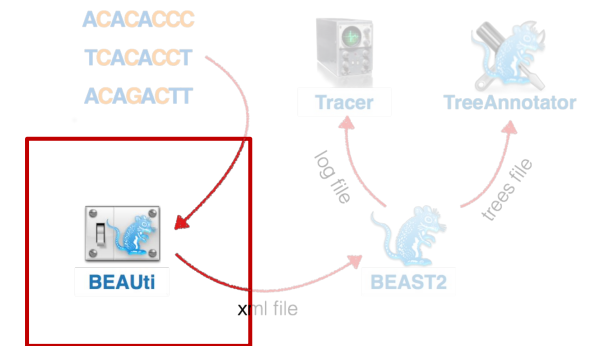 ACACACCC
TCACACCT
ACAGACTT
Tracer
TreeAnnotator
log file
trees file
BEAUti
BEAST2
xml file